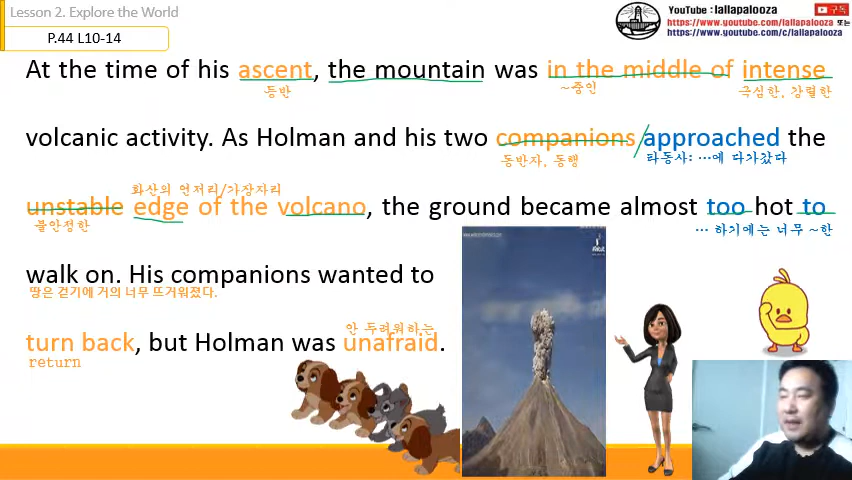 Lesson 2. Explore the World
P.44 L10-14
YouTube : lallapalooza
구독
https://www.youtube.com/lallapalooza 또는
https://www.youtube.com/c/lallapalooza
At the time of his ascent, the mountain was in the middle of intense
등반 ~중인 극심한, 강렬한
volcanic activity. As Holman and his two companions approached the
동반자, 동행 타동사: …에 다가갔다
화산의 언저리/가장자리
unstable edge of the volcano, the ground became almost too hot to
불안정한 … 하기에는 너무 ~한
walk on. His companions wanted to
땅은 걷기에 거의 너무 뜨거워졌다.
안 두려워하는
turn back, but Holman was unafraid.
return